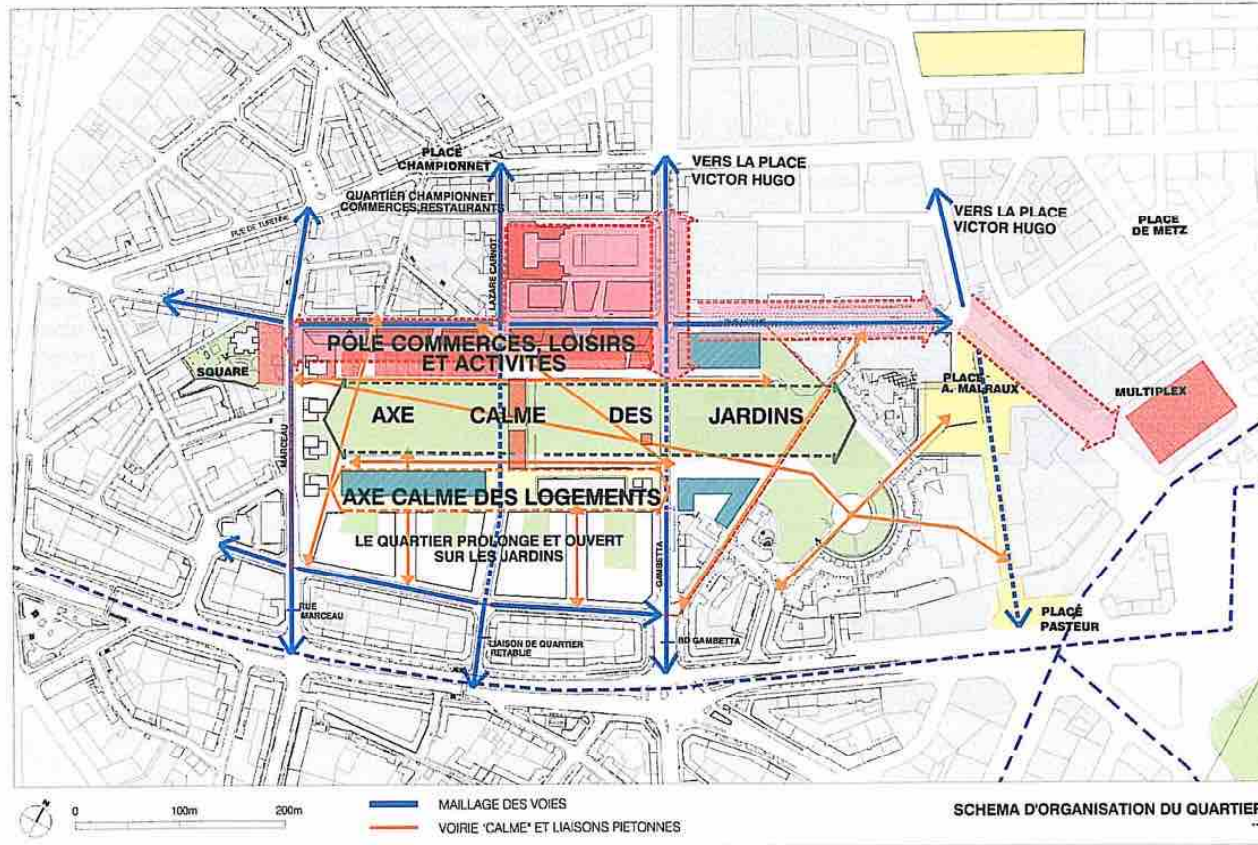 PLACE
CHAMPIONNET
VERS LA PLACE
VICTOR HUGO
QUARTIER CHAMPIONNET
COMMERCES,RESTAURANTS
VERS LA PLACE
VICTOR HUGO
PLACE
DE METZ
RUE DE TURENNE
LAZARE CARNOT
PÔLE COMMERCES, LOISIRS
ET ACTIVITES
SQUARE
PLACE
A. MALRAUX
MULTIPLEX
AXE CALME DES JARDINS
MARCEAU
AXE CALME DES LOGEMENTS
LE QUARTIER PROLONGE ET OUVERT
SUR LES JARDINS
GAMBETTA
RUE
MARCEAU
LIAISON DE QUARTIER
RETABLIE
BD GAMBETTA
PLACE
PASTEUR
N
0 100m 200m
MAILLAGE DES VOIES
VOIRIE "CALME" ET LIAISONS PIETONNES
SCHEMA D'ORGANISATION DU QUARTIER